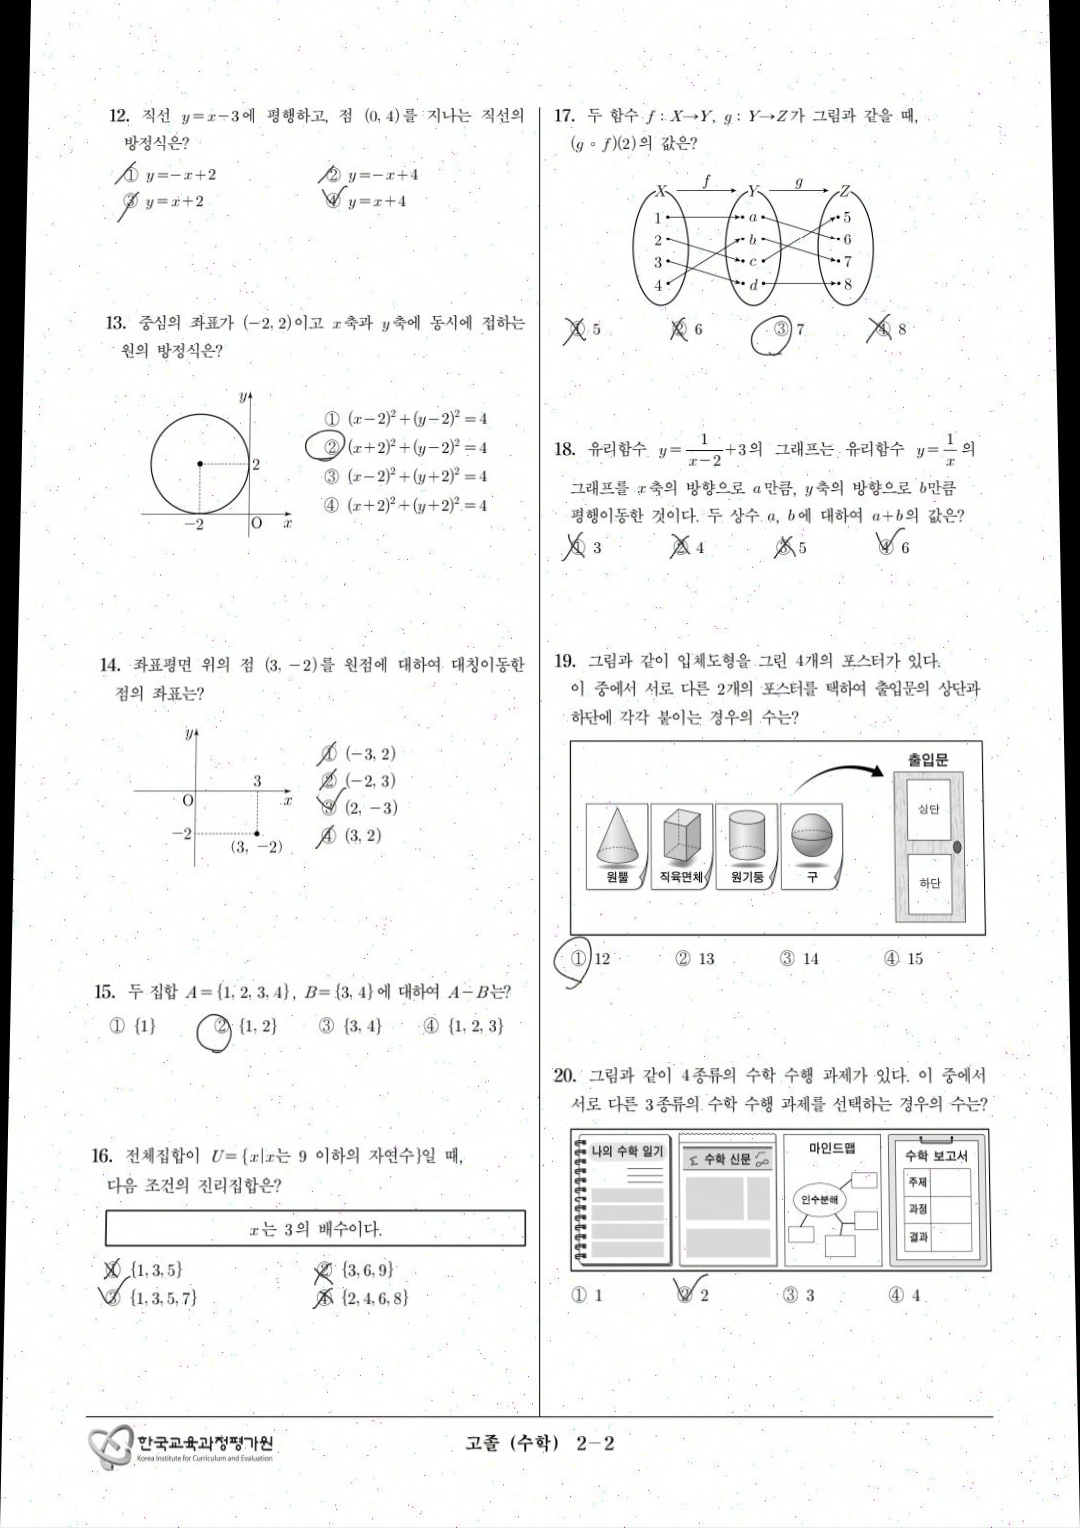 12. 직선 y=x-3에 평행하고, 점 (0, 4)를 지나는 직선의
방정식은?
① y=-x+2
② y=-x+4
③ y=x+2
④ y=x+4
13. 중심의 좌표가 (-2, 2)이고 x축과 y축에 동시에 접하는
원의 방정식은?
y
2
-2
O
x
① (x-2)²+(y-2)²=4
② (x+2)²+(y-2)²=4
③ (x-2)²+(y+2)²=4
④ (x+2)²+(y+2)²=4
14. 좌표평면 위의 점 (3, -2)를 원점에 대하여 대칭이동한
점의 좌표는?
y
3
O
x
-2
(3, -2)
① (-3, 2)
② (-2, 3)
③ (2, -3)
④ (3, 2)
15. 두 집합 A={1, 2, 3, 4}, B={3, 4}에 대하여 A-B는?
① {1} ② {1, 2} ③ {3, 4} ④ {1, 2, 3}
16. 전체집합이 U={x|x는 9 이하의 자연수}일 때,
다음 조건의 진리집합은?
x는 3의 배수이다.
① {1, 3, 5}
② {3, 6, 9}
③ {1, 3, 5, 7}
④ {2, 4, 6, 8}
17. 두 함수 f : X→Y, g : Y→Z가 그림과 같을 때,
(g∘f)(2)의 값은?
X f Y g Z
1 a 5
2 b 6
3 c 7
4 d 8
① 5 ② 6 ③ 7 ④ 8
18. 유리함수 y=1/(x-2)+3의 그래프는 유리함수 y=1/x의
그래프를 x축의 방향으로 a만큼, y축의 방향으로 b만큼
평행이동한 것이다. 두 상수 a, b에 대하여 a+b의 값은?
① 3 ② 4 ③ 5 ④ 6
19. 그림과 같이 입체도형을 그린 4개의 포스터가 있다.
이 중에서 서로 다른 2개의 포스터를 택하여 출입문의 상단과
하단에 각각 붙이는 경우의 수는?
출입문
상단
하단
원뿔 직육면체 원기둥 구
① 12 ② 13 ③ 14 ④ 15
20. 그림과 같이 4종류의 수학 수행 과제가 있다. 이 중에서
서로 다른 3종류의 수학 수행 과제를 선택하는 경우의 수는?
나의 수학 일기
Σ 수학 신문 ∞
마인드맵
인수분해
수학 보고서
주제
과정
결과
① 1 ② 2 ③ 3 ④ 4
한국교육과정평가원
Korea Institute for Curriculum and Evaluation
고졸 (수학) 2-2